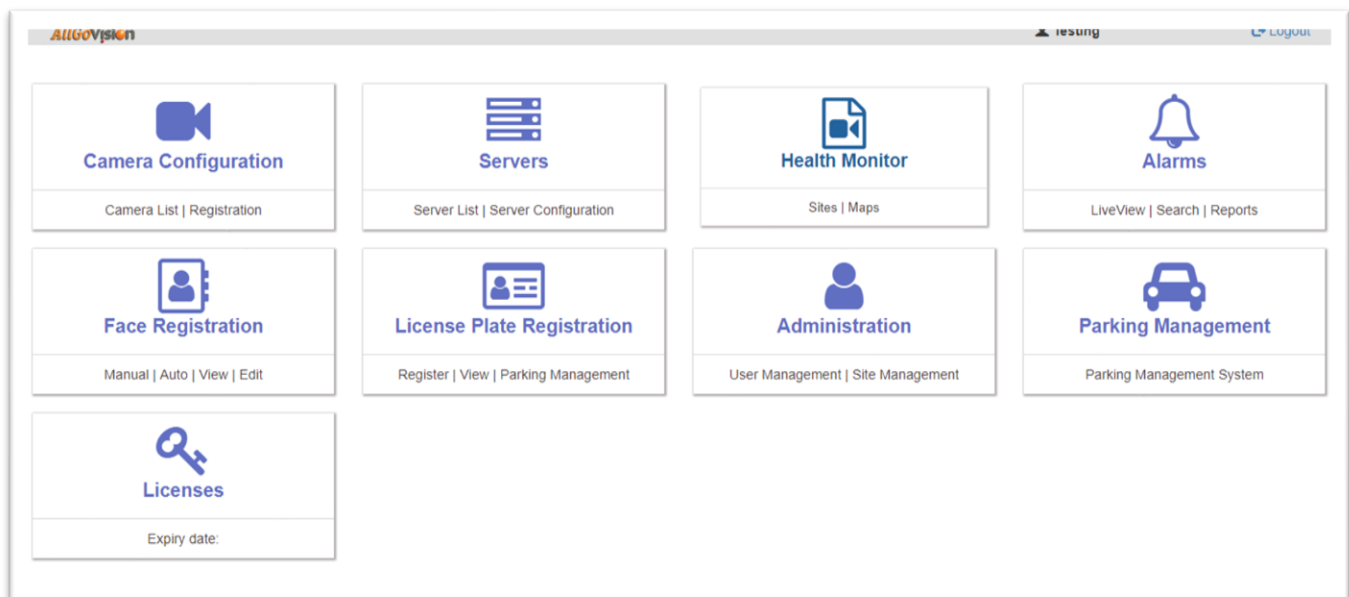 AllGoVision
Testing
Logout
Camera Configuration
Servers
Health Monitor
Alarms
Camera List | Registration
Server List | Server Configuration
Sites | Maps
LiveView | Search | Reports
Face Registration
License Plate Registration
Administration
Parking Management
Manual | Auto | View | Edit
Register | View | Parking Management
User Management | Site Management
Parking Management System
Licenses
Expiry date: